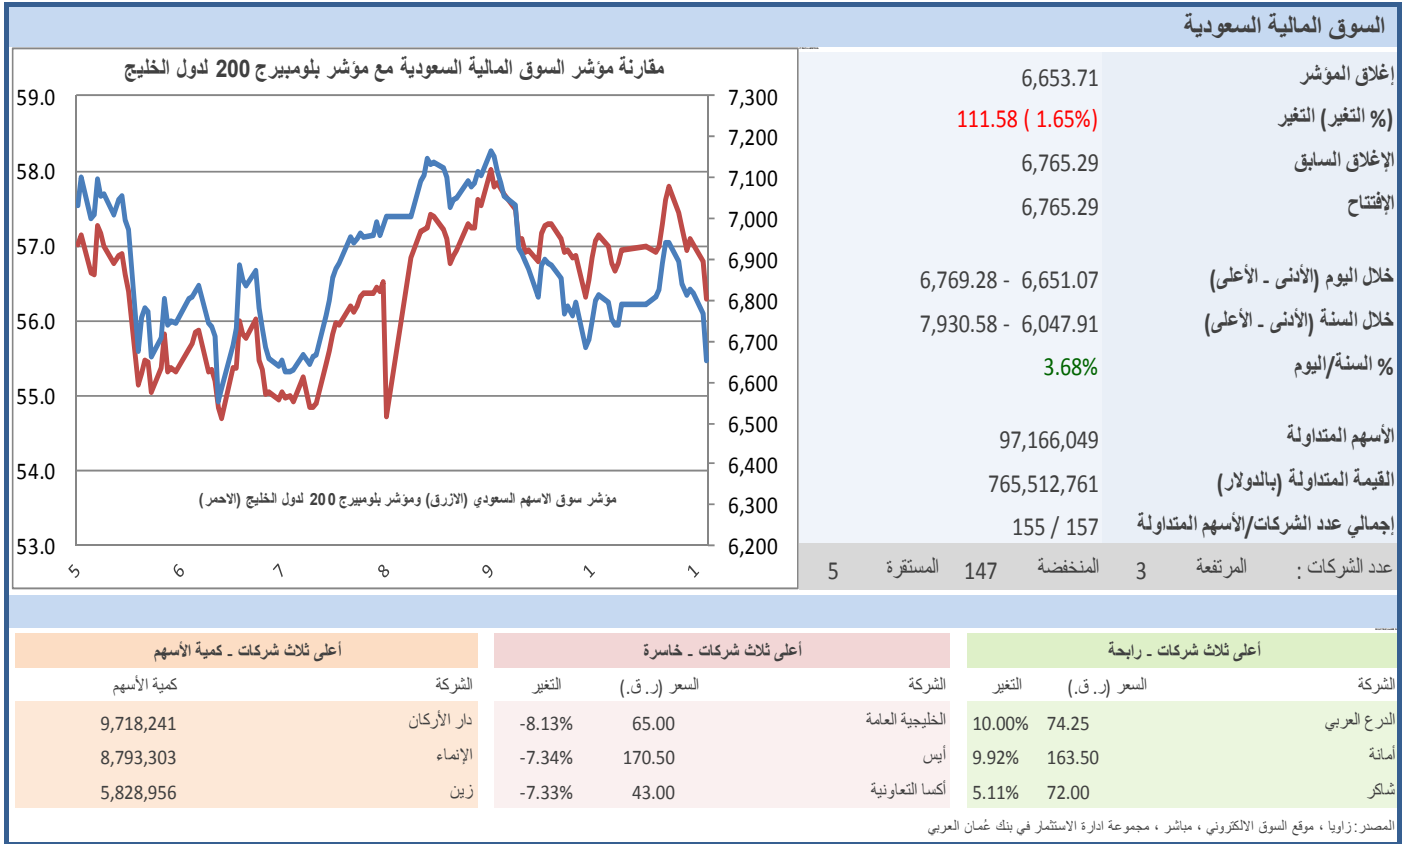 السوق المالية السعودية
إغلاق المؤشر 6,653.71
(% التغير) التغير 111.58 ( 1.65%)
الإغلاق السابق 6,765.29
الإفتتاح 6,765.29
خلال اليوم (الأدنى - الأعلى) 6,769.28 - 6,651.07
خلال السنة (الأدنى - الأعلى) 7,930.58 - 6,047.91
% السنة/اليوم 3.68%
الأسهم المتداولة 97,166,049
القيمة المتداولة (بالدولار) 765,512,761
إجمالي عدد الشركات/الأسهم المتداولة 155 / 157
عدد الشركات : المرتفعة 3 المنخفضة 147 المستقرة 5
مقارنة مؤشر السوق المالية السعودية مع مؤشر بلومبيرج 200 لدول الخليج
59.0
58.0
57.0
56.0
55.0
54.0
53.0
7,300
7,200
7,100
7,000
6,900
6,800
6,700
6,600
6,500
6,400
6,300
6,200
مؤشر سوق الاسهم السعودي (الازرق) ومؤشر بلومبيرج 200 لدول الخليج (الاحمر)
5 6 7 8 9 1 1
أعلى ثلاث شركات - رابحة
الشركة السعر (ر. ق.) التغير
الدرع العربي 74.25 10.00%
أمانة 163.50 9.92%
شاكر 72.00 5.11%
أعلى ثلاث شركات - خاسرة
الشركة السعر (ر. ق.) التغير
الخليجية العامة 65.00 -8.13%
أيس 170.50 -7.34%
أكسا التعاونية 43.00 -7.33%
أعلى ثلاث شركات - كمية الأسهم
الشركة كمية الأسهم
دار الأركان 9,718,241
الإنماء 8,793,303
زين 5,828,956
المصدر: زاويا ، موقع السوق الالكتروني ، مباشر ، مجموعة ادارة الاستثمار في بنك عُمان العربي